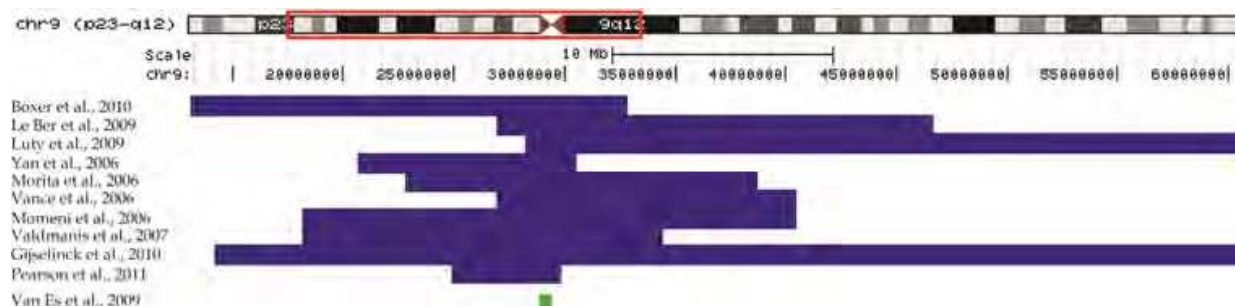 chr9 (p23-q12) p23 9q12
Scale 10 Mb
chr9: 20000000 25000000 30000000 35000000 40000000 45000000 50000000 55000000 60000000
Boxer et al., 2010
Le Ber et al., 2009
Luty et al., 2009
Yan et al., 2006
Morita et al., 2006
Vance et al., 2006
Momeni et al., 2006
Valdmanis et al., 2007
Gijselinck et al., 2010
Pearson et al., 2011
Van Es et al., 2009